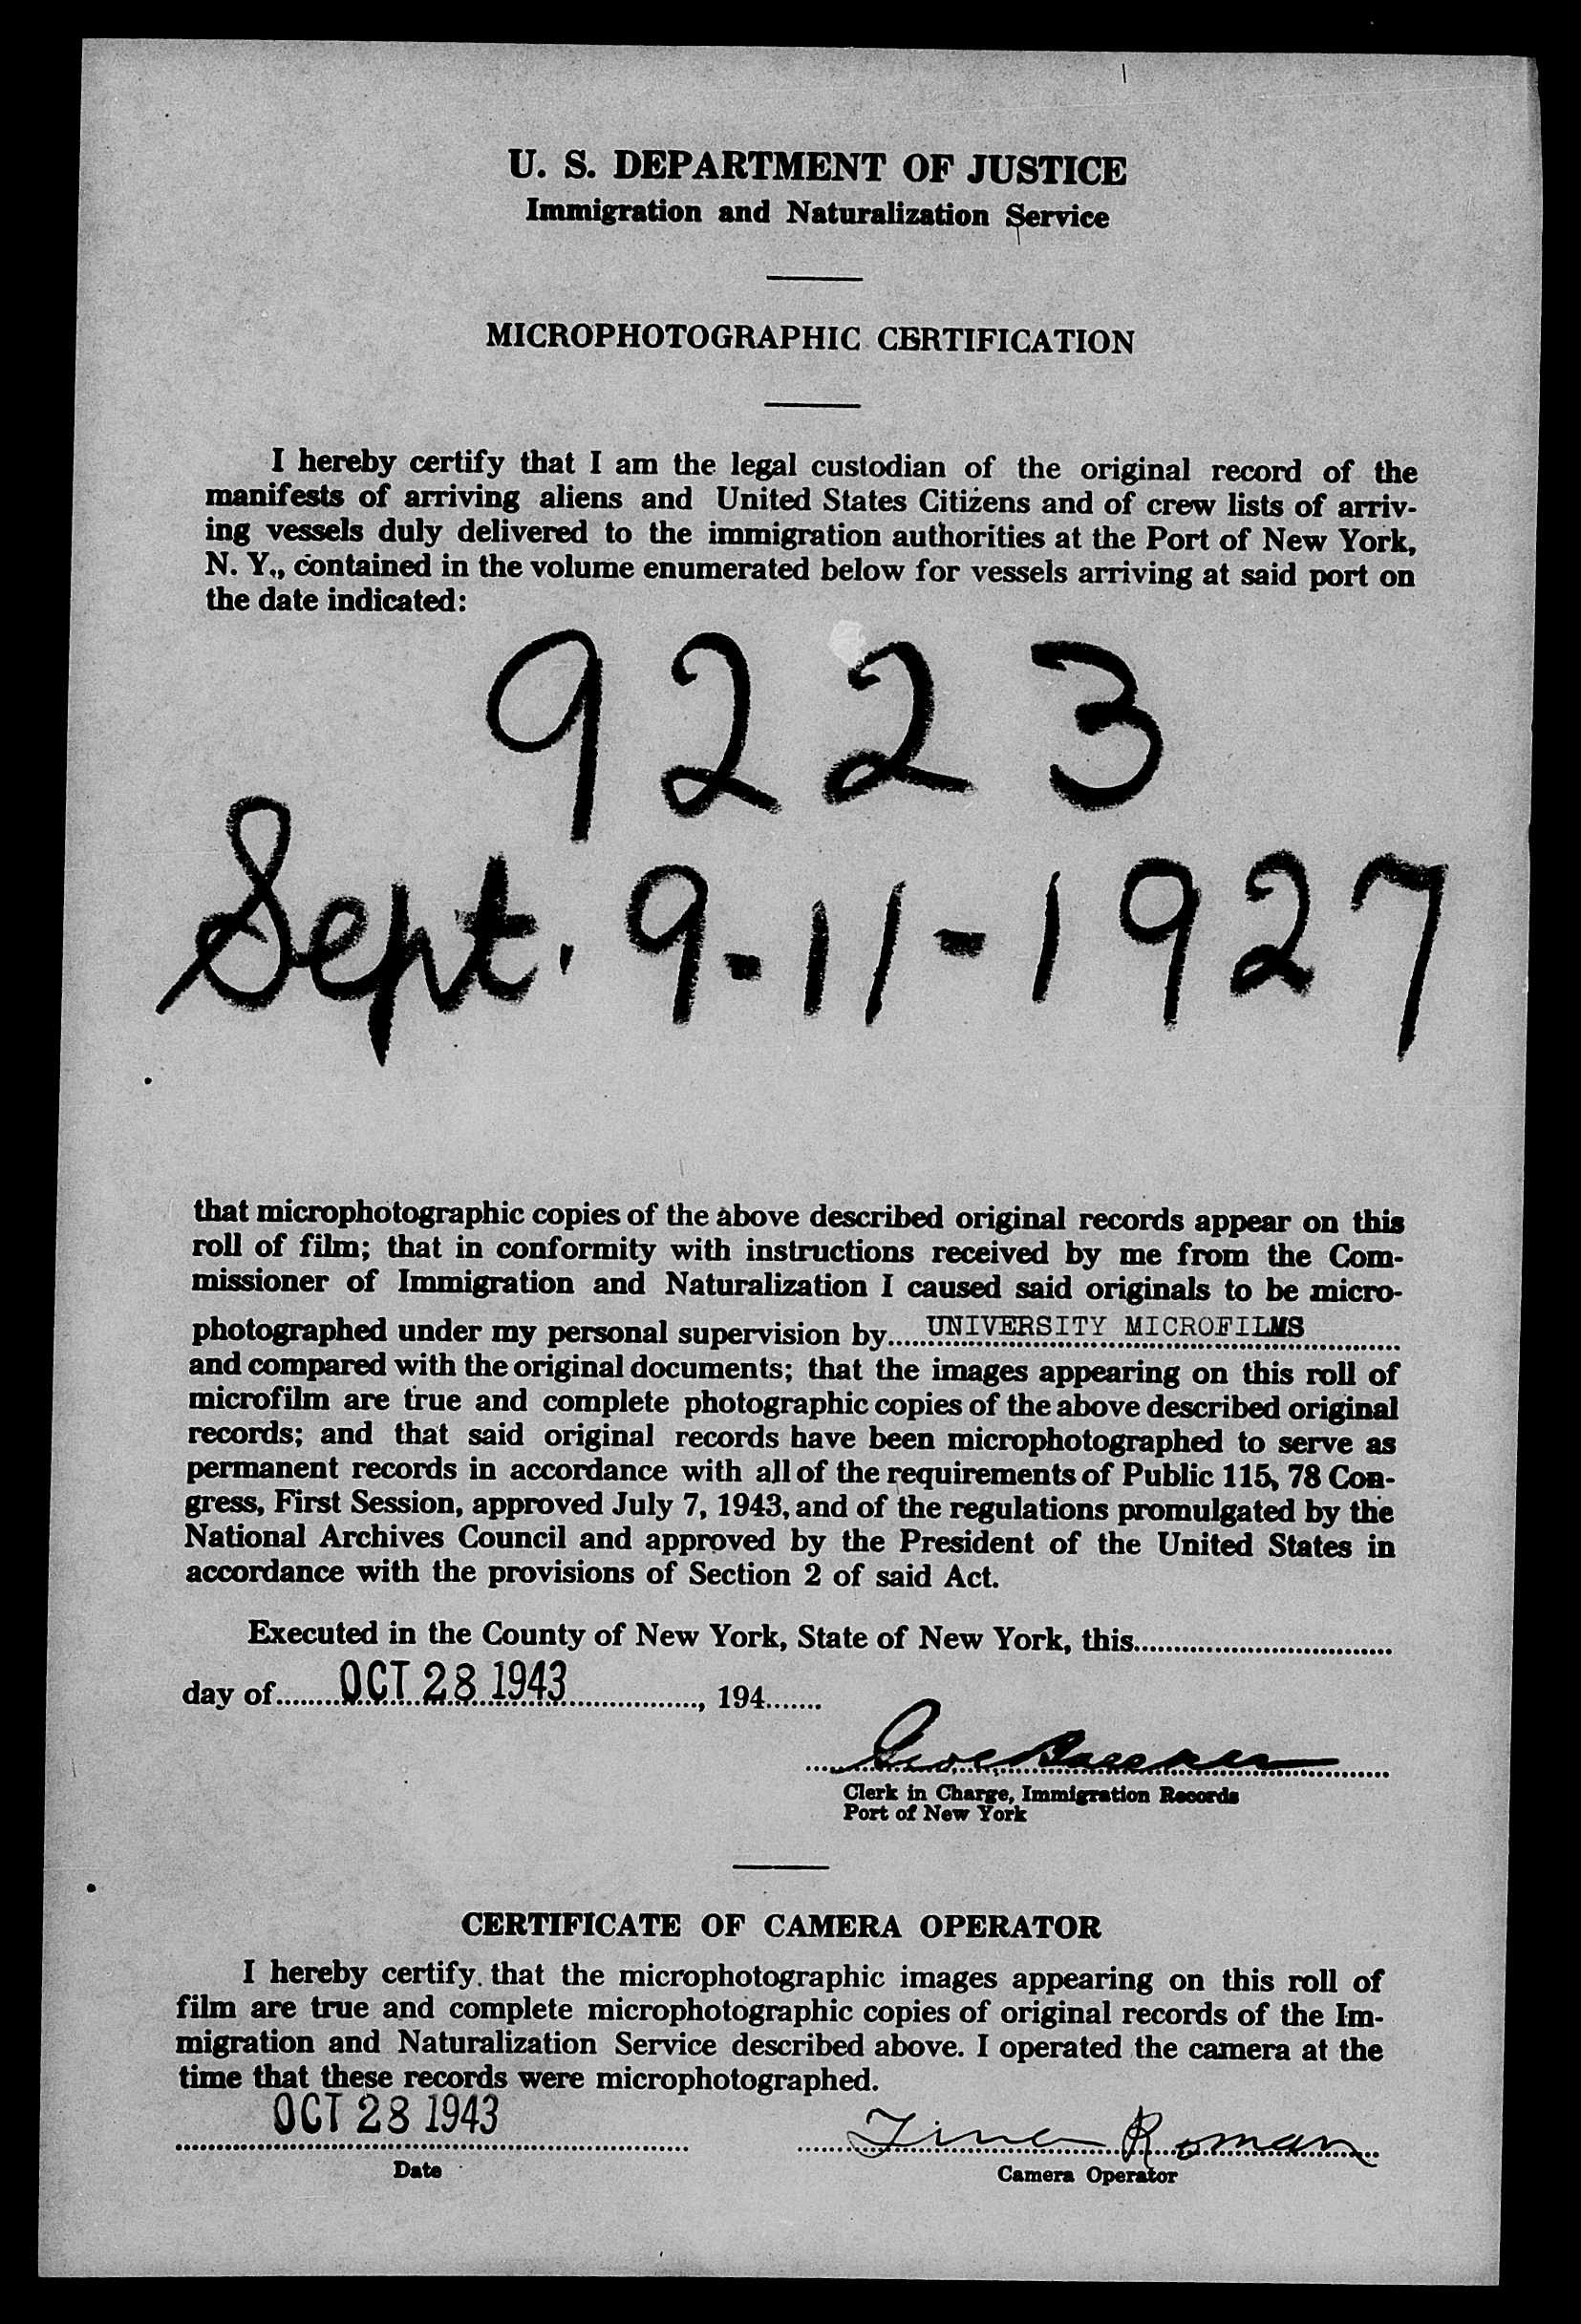 U. S. DEPARTMENT OF JUSTICE
Immigration and Naturalization Service
MICROPHOTOGRAPHIC CERTIFICATION
I hereby certify that I am the legal custodian of the original record of the
manifests of arriving aliens and United States Citizens and of crew lists of arriv-
ing vessels duly delivered to the immigration authorities at the Port of New York,
N. Y., contained in the volume enumerated below for vessels arriving at said port on
the date indicated:
9223
Sept. 9-11-1927
that microphotographic copies of the above described original records appear on this
roll of film; that in conformity with instructions received by me from the Com-
missioner of Immigration and Naturalization I caused said originals to be micro-
photographed under my personal supervision by.....UNIVERSITY MICROFILMS
and compared with the original documents; that the images appearing on this roll of
microfilm are true and complete photographic copies of the above described original
records; and that said original records have been microphotographed to serve as
permanent records in accordance with all of the requirements of Public 115, 78 Con-
gress, First Session, approved July 7, 1943, and of the regulations promulgated by the
National Archives Council and approved by the President of the United States in
accordance with the provisions of Section 2 of said Act.
Executed in the County of New York, State of New York, this
day of OCT 28 1943, 194
Clerk in Charge, Immigration Records
Port of New York
CERTIFICATE OF CAMERA OPERATOR
I hereby certify that the microphotographic images appearing on this roll of
film are true and complete microphotographic copies of original records of the Im-
migration and Naturalization Service described above. I operated the camera at the
time that these records were microphotographed.
OCT 28 1943 Tina Roman
Date Camera Operator